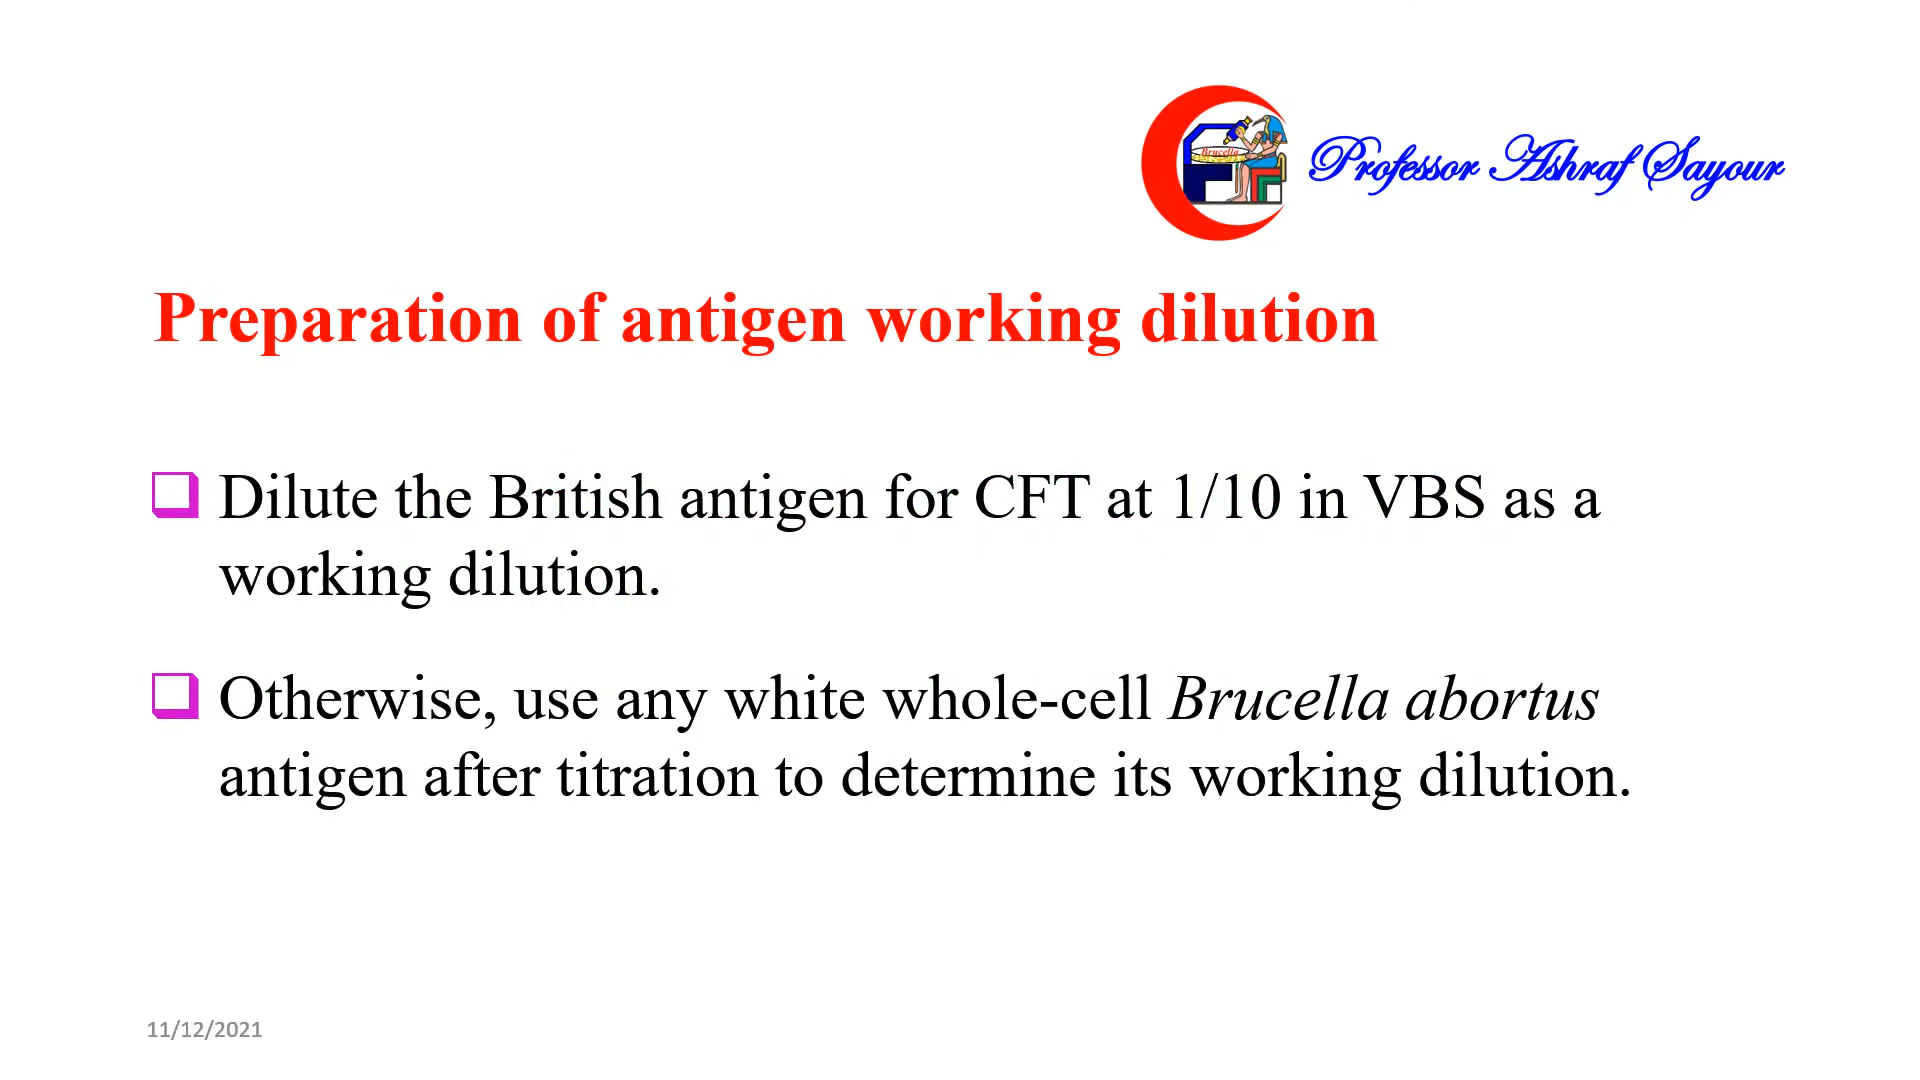 Brucella
Professor Ashraf Sayour
Preparation of antigen working dilution
Dilute the British antigen for CFT at 1/10 in VBS as a
working dilution.
Otherwise, use any white whole-cell Brucella abortus
antigen after titration to determine its working dilution.
11/12/2021